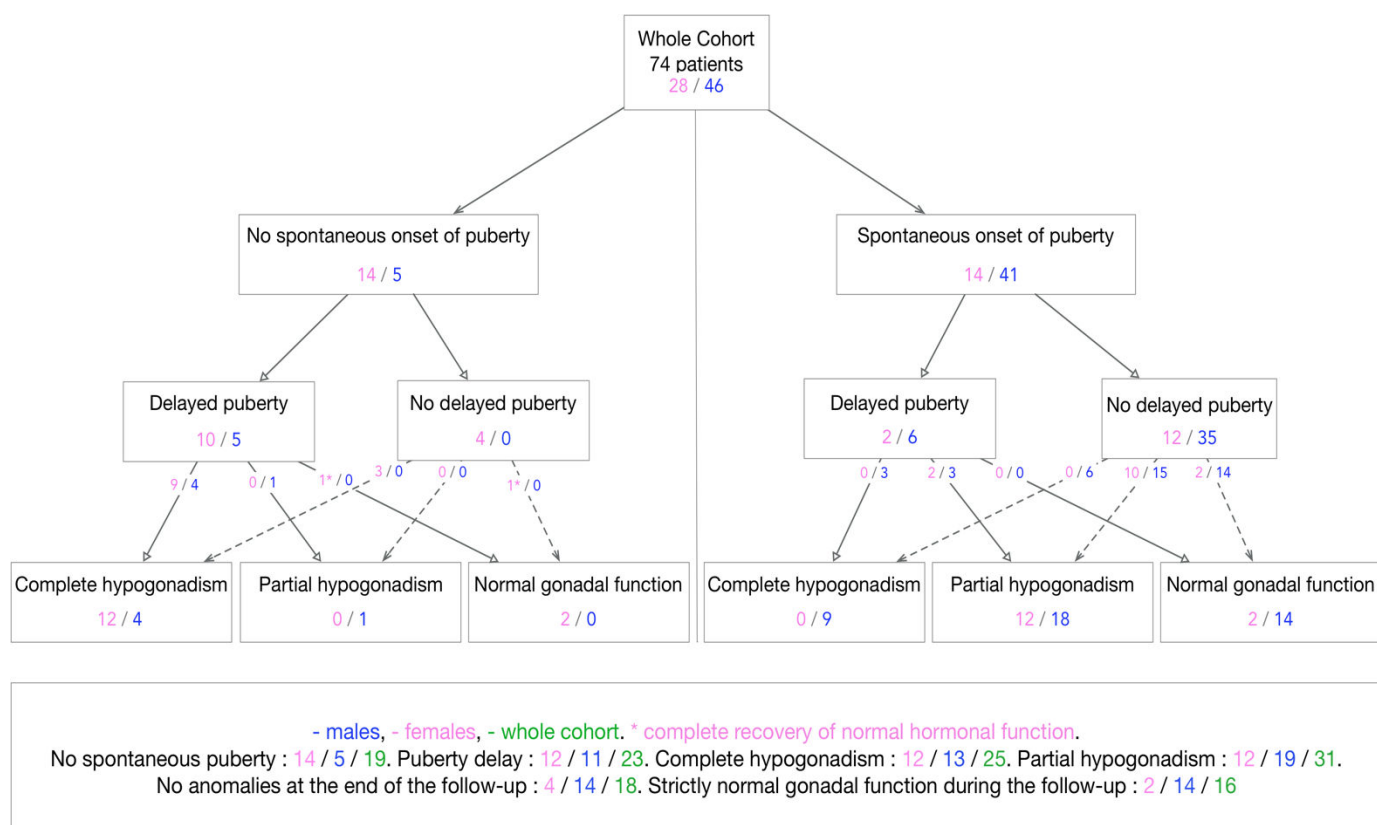 Whole Cohort
74 patients
28 / 46
No spontaneous onset of puberty
14 / 5
Spontaneous onset of puberty
14 / 41
Delayed puberty
10 / 5
No delayed puberty
4 / 0
Delayed puberty
2 / 6
No delayed puberty
12 / 35
9 / 4
0 / 1
1* / 0
3 / 0
0 / 0
1* / 0
0 / 3
2 / 3
0 / 0
0 / 6
10 / 15
2 / 14
Complete hypogonadism
12 / 4
Partial hypogonadism
0 / 1
Normal gonadal function
2 / 0
Complete hypogonadism
0 / 9
Partial hypogonadism
12 / 18
Normal gonadal function
2 / 14
- males, - females, - whole cohort. * complete recovery of normal hormonal function.
No spontaneous puberty : 14 / 5 / 19. Puberty delay : 12 / 11 / 23. Complete hypogonadism : 12 / 13 / 25. Partial hypogonadism : 12 / 19 / 31.
No anomalies at the end of the follow-up : 4 / 14 / 18. Strictly normal gonadal function during the follow-up : 2 / 14 / 16